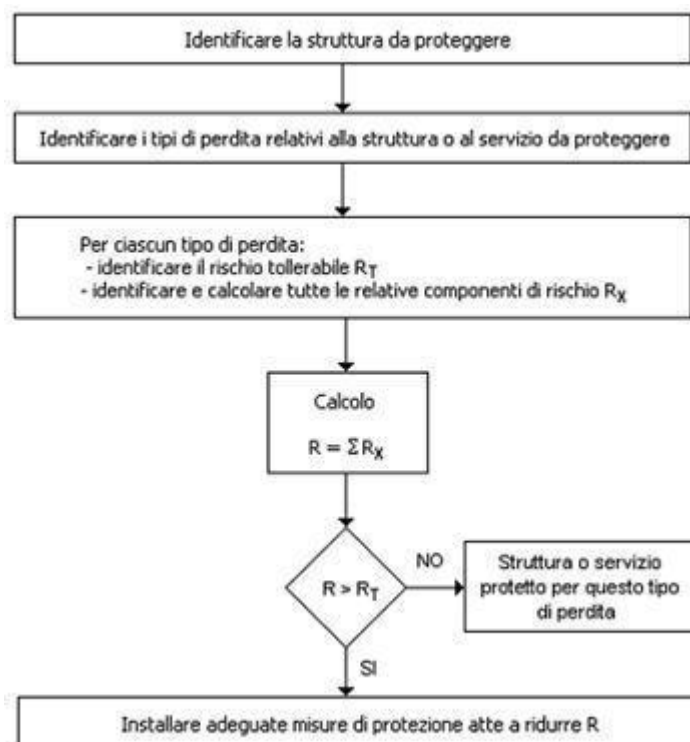 Identificare la struttura da proteggere
Identificare i tipi di perdita relativi alla struttura o al servizio da proteggere
Per ciascun tipo di perdita:
- identificare il rischio tollerabile RT
- identificare e calcolare tutte le relative componenti di rischio RX
Calcolo
R = ΣRX
R > RT
NO
Struttura o servizio
protetto per questo tipo
di perdita
SI
Installare adeguate misure di protezione atte a ridurre R